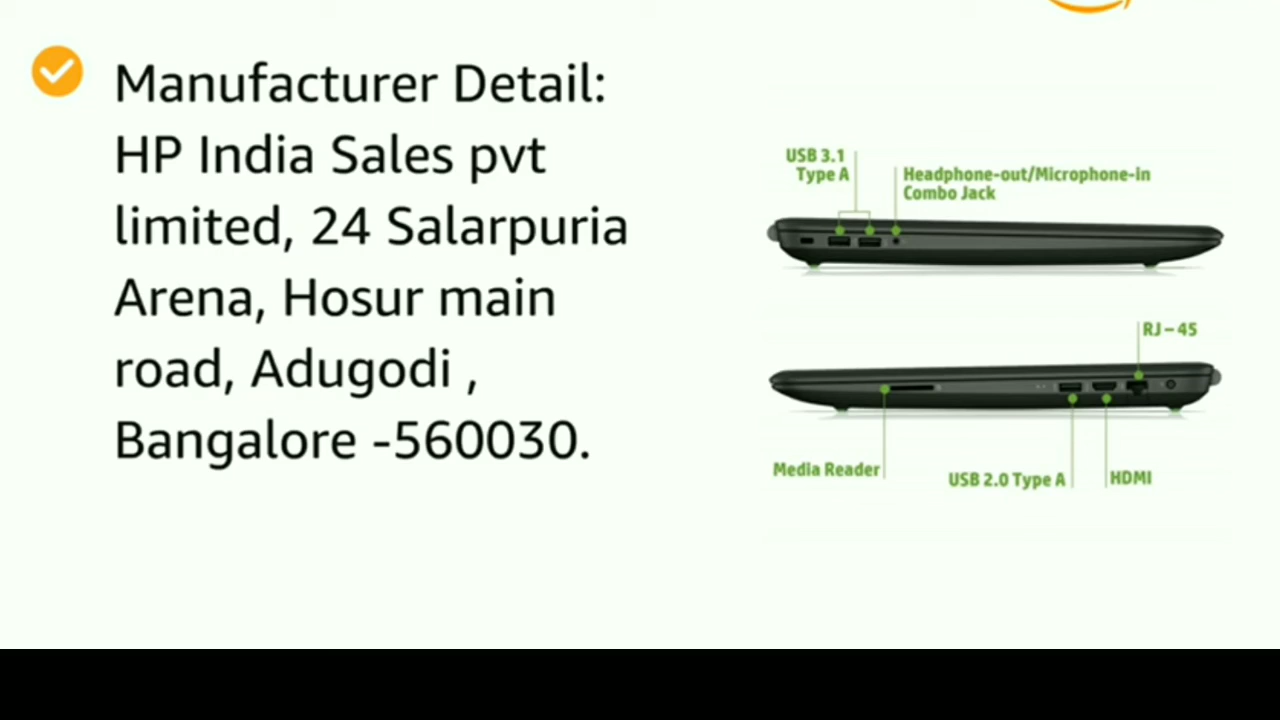 Manufacturer Detail:
HP India Sales pvt
limited, 24 Salarpuria
Arena, Hosur main
road, Adugodi ,
Bangalore -560030.
USB 3.1
Type A
Headphone-out/Microphone-in
Combo Jack
RJ – 45
Media Reader
USB 2.0 Type A
HDMI